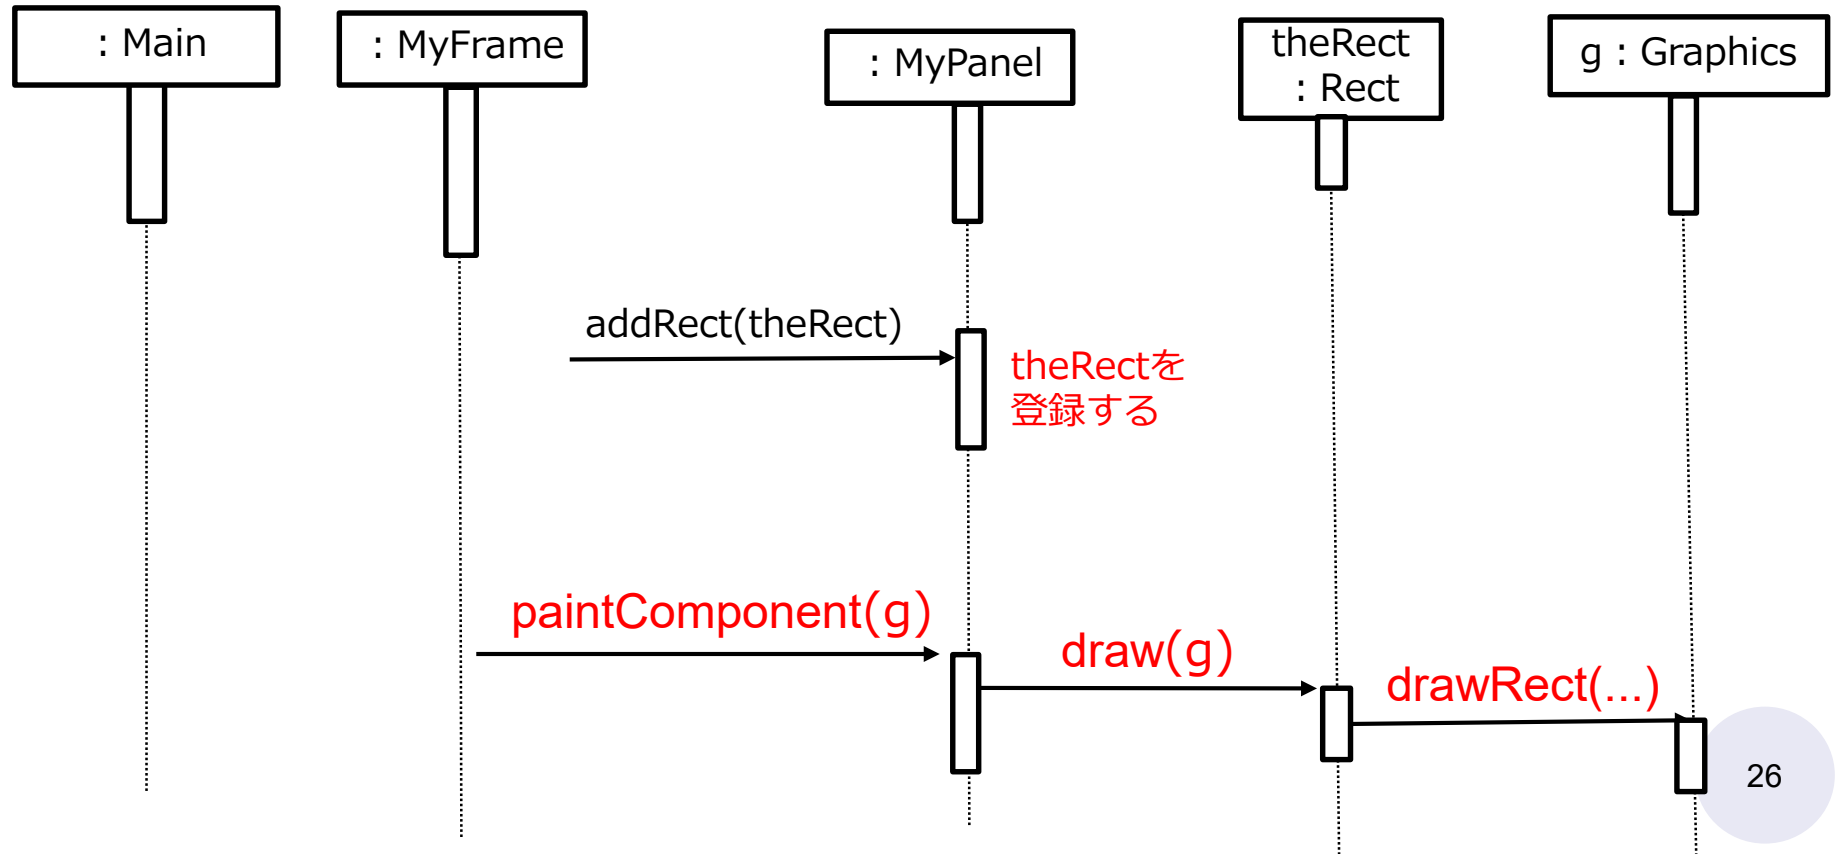 : Main
: MyFrame
: MyPanel
theRect
: Rect
g : Graphics
addRect(theRect)
theRectを
登録する
paintComponent(g)
draw(g)
drawRect(...)
26